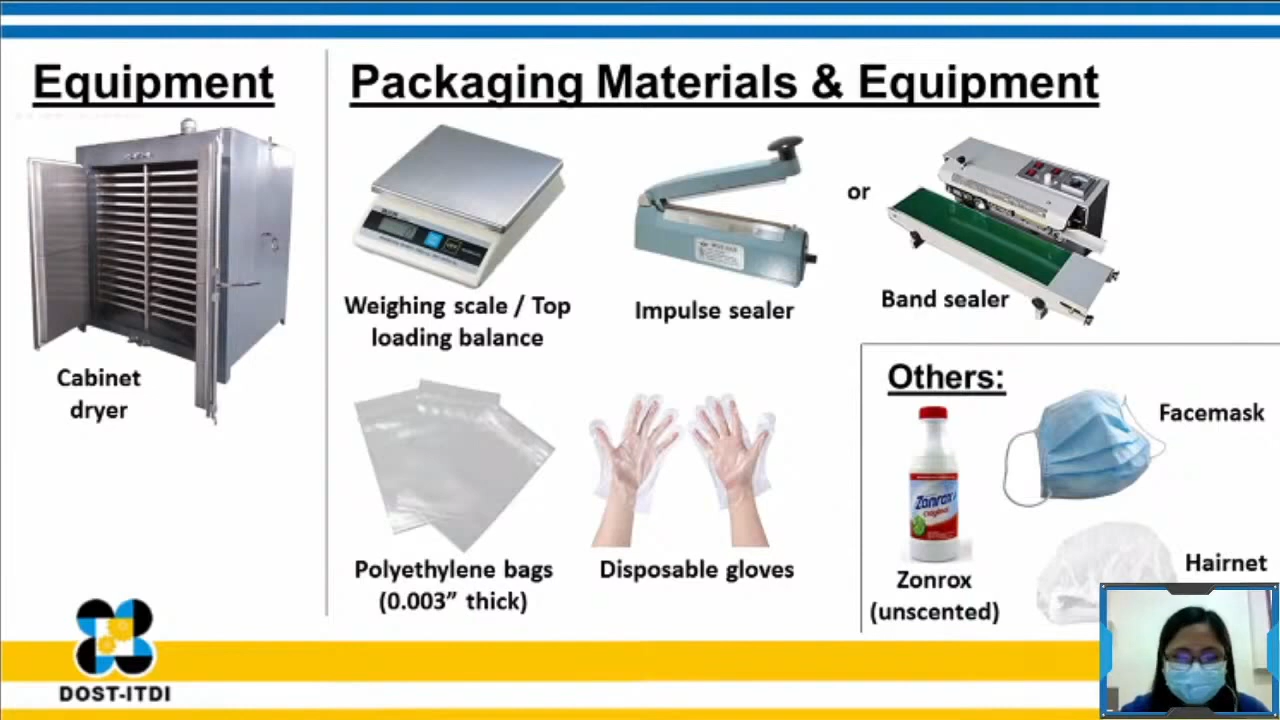 Equipment
Packaging Materials & Equipment
Cabinet
dryer
Weighing scale / Top
loading balance
Impulse sealer
or
Band sealer
Polyethylene bags
(0.003” thick)
Disposable gloves
Others:
Facemask
Zonrox
Original
Zonrox
(unscented)
Hairnet
DOST-ITDI